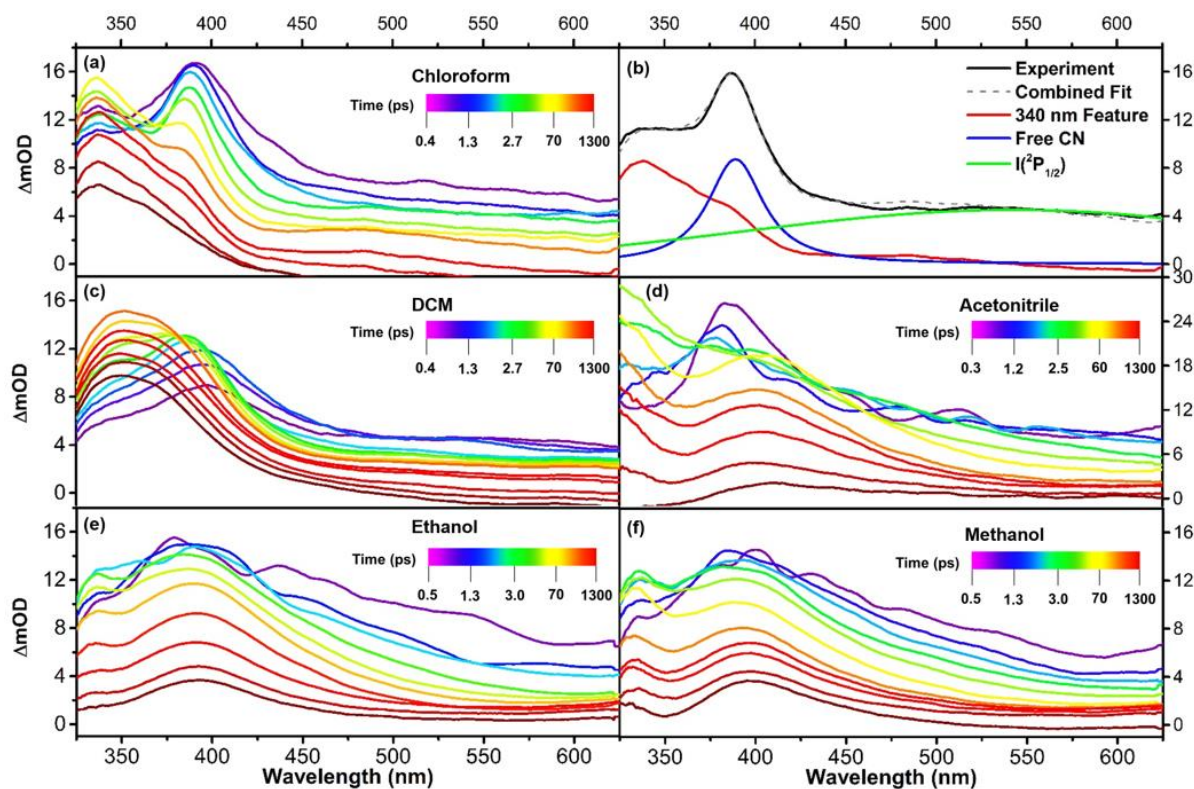 350 400 450 500 550 600 350 400 450 500 550 600
(a) Chloroform
Time (ps)
0.4 1.3 2.7 70 1300
16
12
8
4
0
ΔmOD
(b)
Experiment
Combined Fit
340 nm Feature
Free CN
I(²P₁/₂)
16
12
8
4
0
(c) DCM
Time (ps)
0.4 1.3 2.7 70 1300
16
12
8
4
0
ΔmOD
(d) Acetonitrile
Time (ps)
0.3 1.2 2.5 60 1300
30
24
18
12
6
0
(e) Ethanol
Time (ps)
0.5 1.3 3.0 70 1300
16
12
8
4
0
ΔmOD
(f) Methanol
Time (ps)
0.5 1.3 3.0 70 1300
16
12
8
4
0
350 400 450 500 550 600 350 400 450 500 550 600
Wavelength (nm) Wavelength (nm)